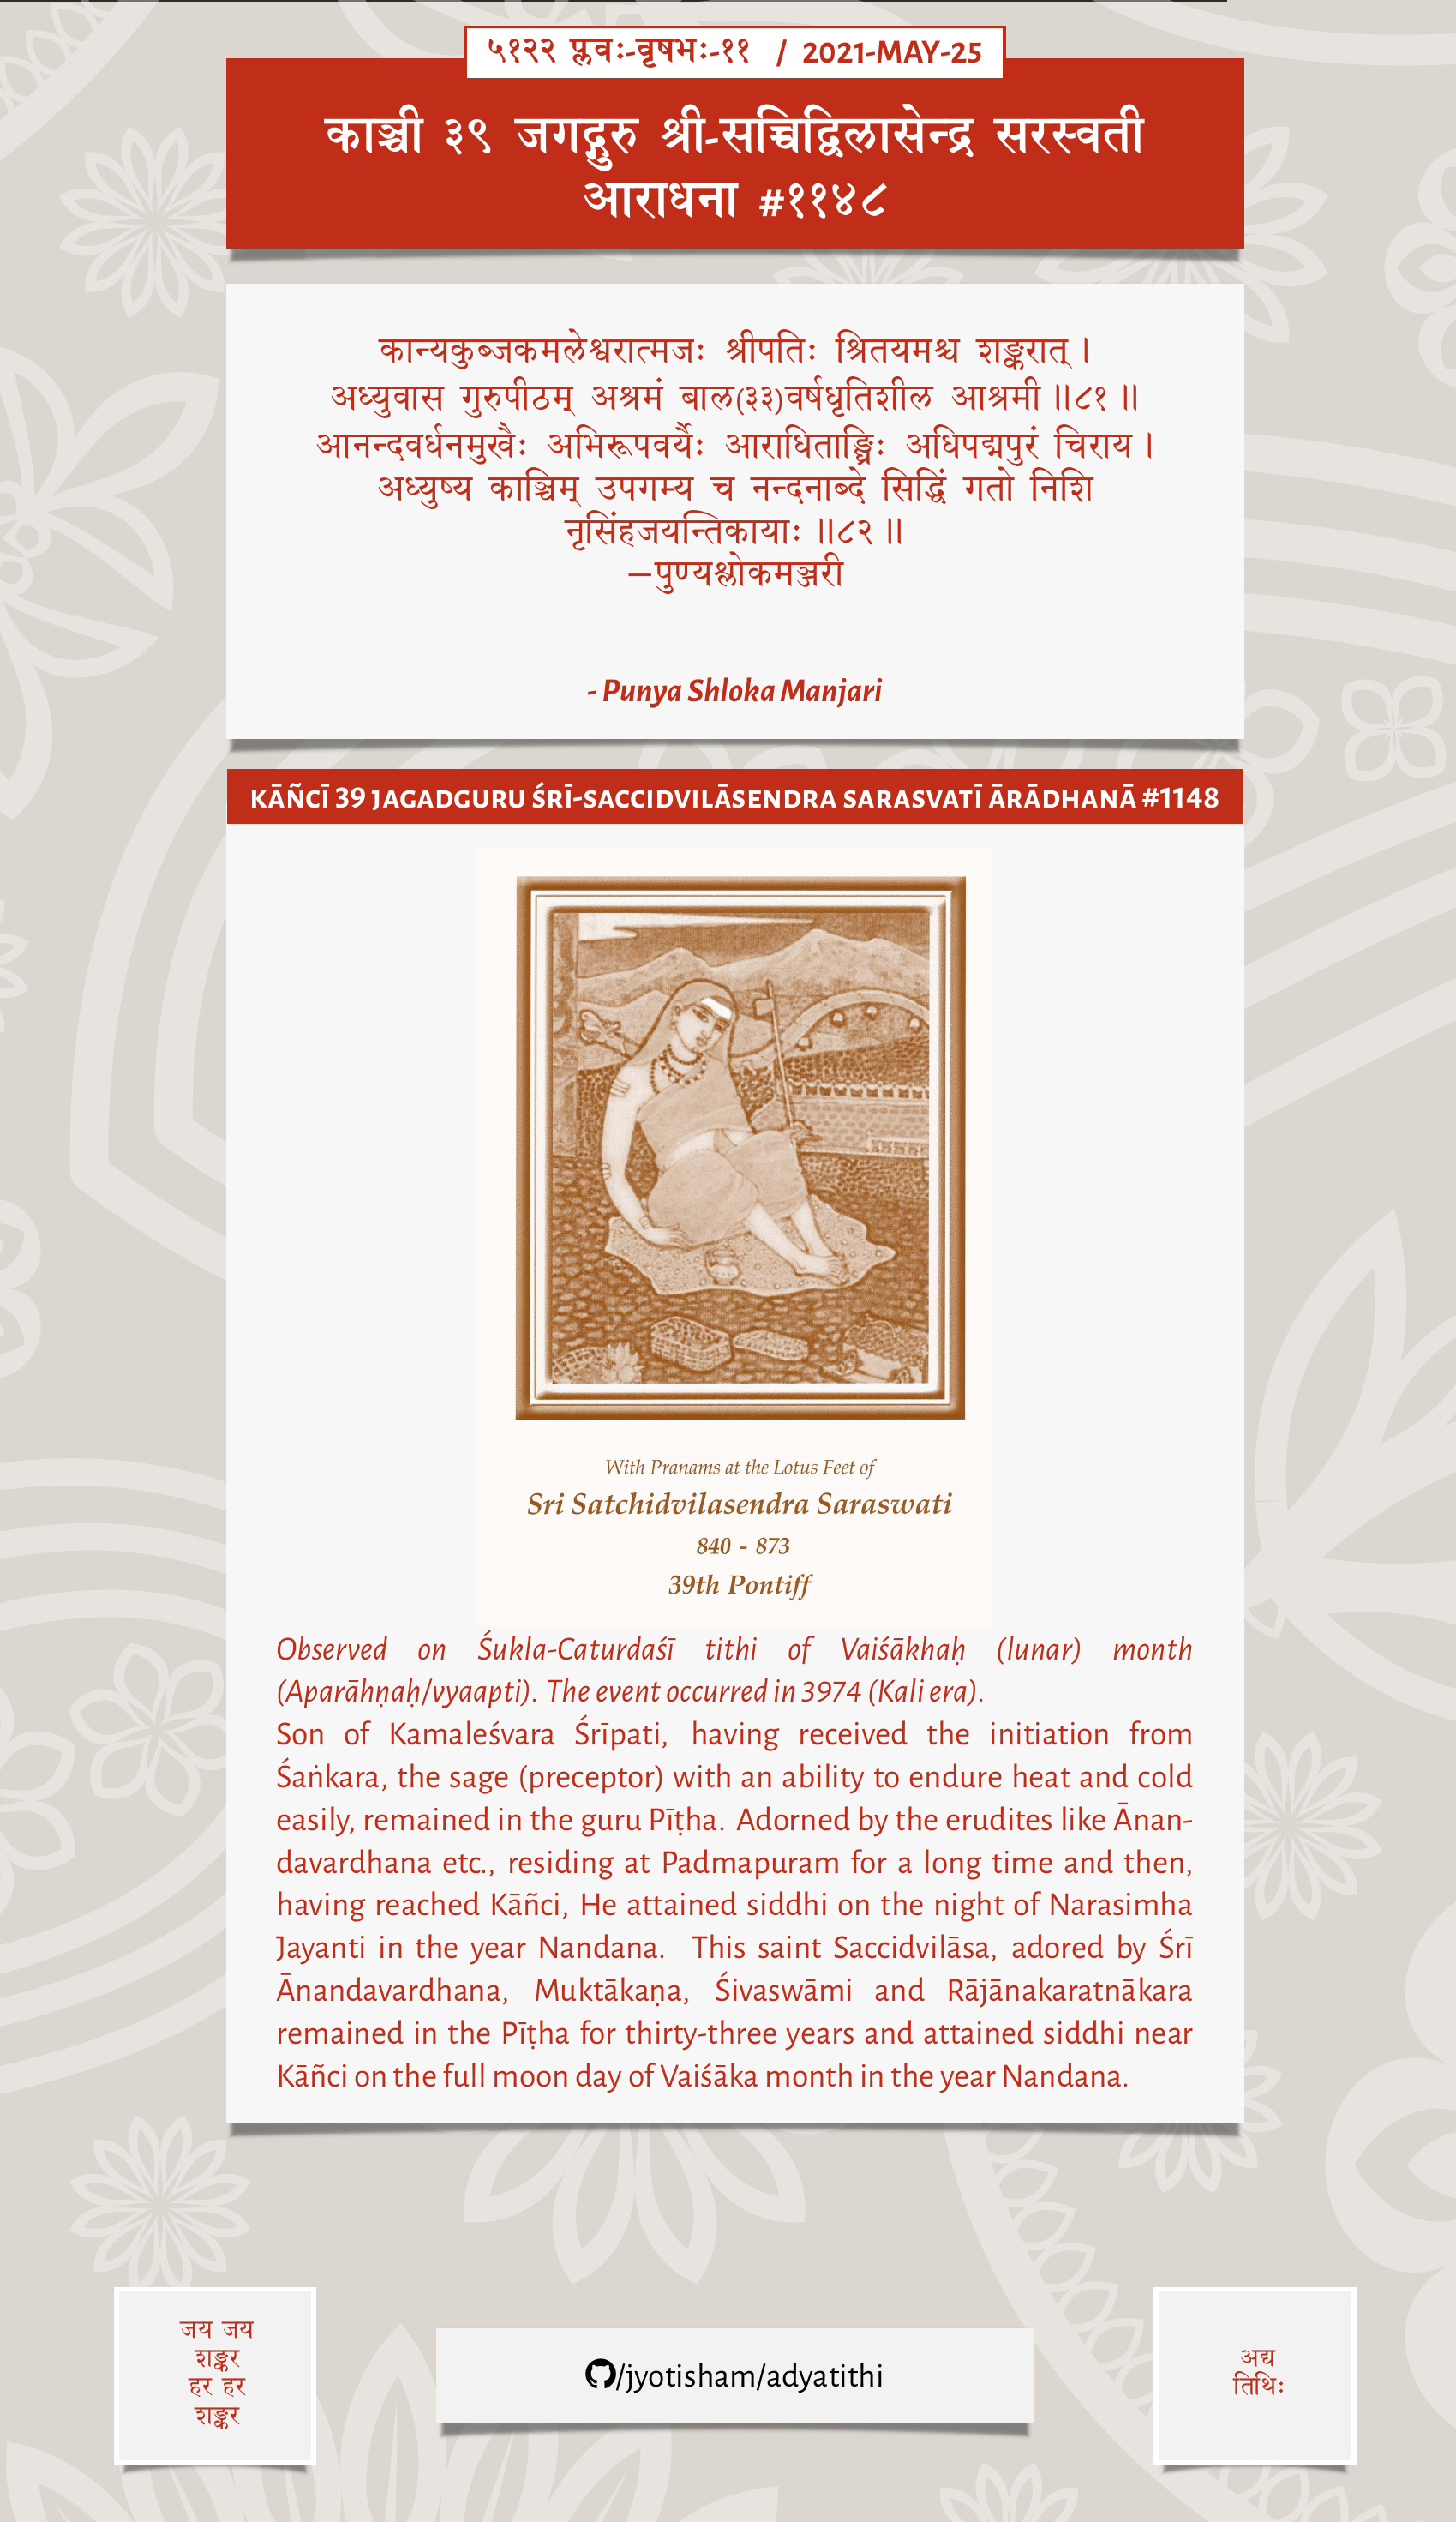 ५१२२ प्लवः-वृषभः-११ / 2021-MAY-25
काञ्ची ३९ जगद्गुरु श्री-सच्चिद्विलासेन्द्र सरस्वती
आराधना #११४८
कान्यकुब्जकमलेश्वरात्मजः श्रीपतिः श्रितयमश्च शङ्करात्।
अध्युवास गुरुपीठम् अश्रमं बाल(३३)वर्षधृतिशील आश्रमी॥८१॥
आनन्दवर्धनमुखैः अभिरूपवर्यैः आराधिताङ्घ्रिः अधिपद्मपुरं चिराय।
अध्युष्य काञ्चिम् उपगम्य च नन्दनाब्दे सिद्धिं गतो निशि
नृसिंहजयन्तिकायाः॥८२॥
—पुण्यश्लोकमञ्जरी
- Punya Shloka Manjari
KĀÑCĪ 39 JAGADGURU ŚRĪ-SACCIDVILĀSENDRA SARASVATĪ ĀRĀDHANĀ #1148
With Pranams at the Lotus Feet of
Sri Satchidvilasendra Saraswati
840 - 873
39th Pontiff
Observed on Śukla-Caturdaśī tithi of Vaiśākhaḥ (lunar) month
(Aparāhṇaḥ/vyaapti). The event occurred in 3974 (Kali era).
Son of Kamaleśvara Śrīpati, having received the initiation from
Śaṅkara, the sage (preceptor) with an ability to endure heat and cold
easily, remained in the guru Pīṭha. Adorned by the erudites like Ānan-
davardhana etc., residing at Padmapuram for a long time and then,
having reached Kāñci, He attained siddhi on the night of Narasimha
Jayanti in the year Nandana. This saint Saccidvilāsa, adored by Śrī
Ānandavardhana, Muktākaṇa, Śivaswāmi and Rājānakaratnākara
remained in the Pīṭha for thirty-three years and attained siddhi near
Kāñci on the full moon day of Vaiśāka month in the year Nandana.
जय जय
शङ्कर
हर हर
शङ्कर
/jyotisham/adyatithi
अद्य
तिथिः